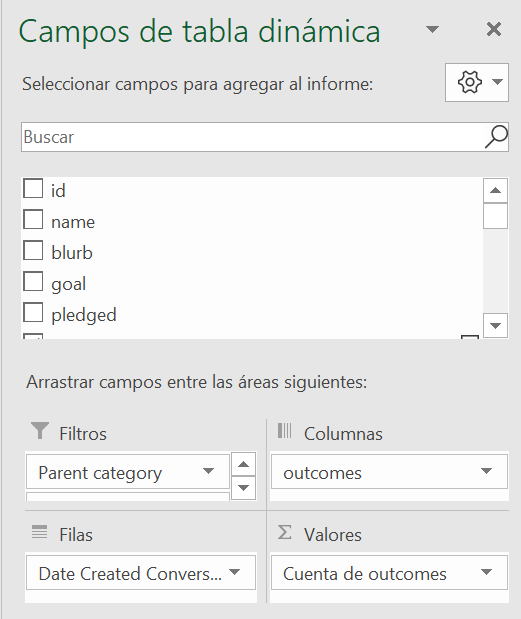 Campos de tabla dinámica
Seleccionar campos para agregar al informe:
Buscar
id
name
blurb
goal
pledged
Arrastrar campos entre las áreas siguientes:
Filtros
Columnas
Parent category
outcomes
Filas
Σ Valores
Date Created Convers...
Cuenta de outcomes